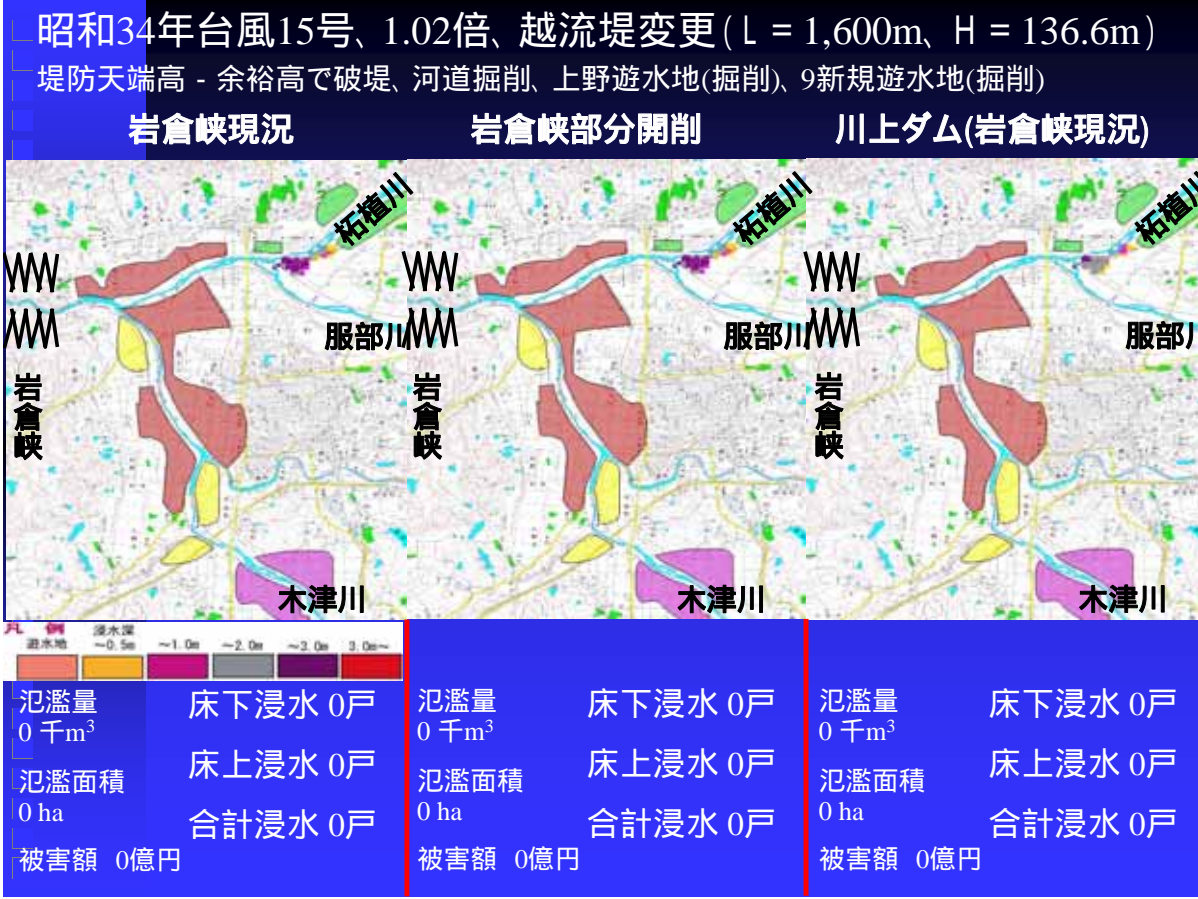 昭和34年台風15号、1.02倍、越流堤変更(L = 1,600m、H = 136.6m)
堤防天端高 - 余裕高で破堤、河道掘削、上野遊水地(掘削)、9新規遊水地(掘削)
岩倉峡現況
岩倉峡部分開削
川上ダム(岩倉峡現況)
柘植川
服部川
岩倉峡
木津川
柘植川
服部川
岩倉峡
木津川
柘植川
服部川
岩倉峡
木津川
凡 例
遊水地
浸水深
～0.5m
～1.0m
～2.0m
～3.0m
3.0m～
氾濫量
0 千m³
氾濫面積
0 ha
被害額 0億円
床下浸水 0戸
床上浸水 0戸
合計浸水 0戸
氾濫量
0 千m³
氾濫面積
0 ha
被害額 0億円
床下浸水 0戸
床上浸水 0戸
合計浸水 0戸
氾濫量
0 千m³
氾濫面積
0 ha
被害額 0億円
床下浸水 0戸
床上浸水 0戸
合計浸水 0戸